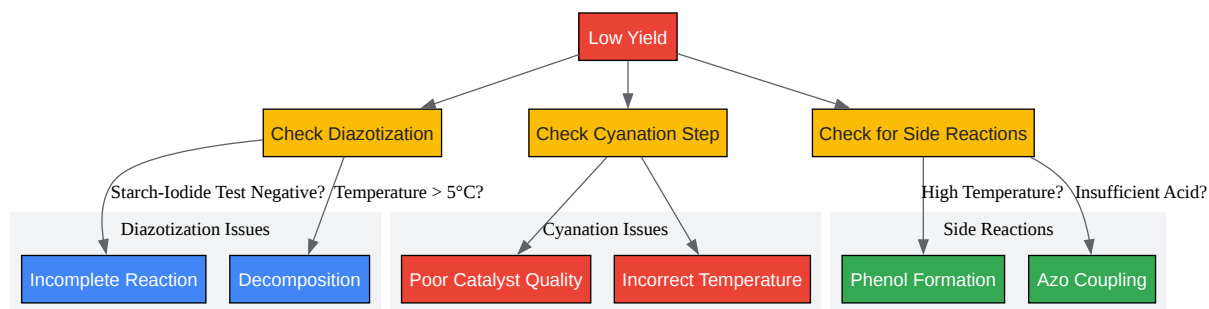 Low Yield
Check Diazotization
Check Cyanation Step
Check for Side Reactions
Starch-Iodide Test Negative?
Temperature > 5°C?
High Temperature?
Insufficient Acid?
Diazotization Issues
Cyanation Issues
Side Reactions
Incomplete Reaction
Decomposition
Poor Catalyst Quality
Incorrect Temperature
Phenol Formation
Azo Coupling